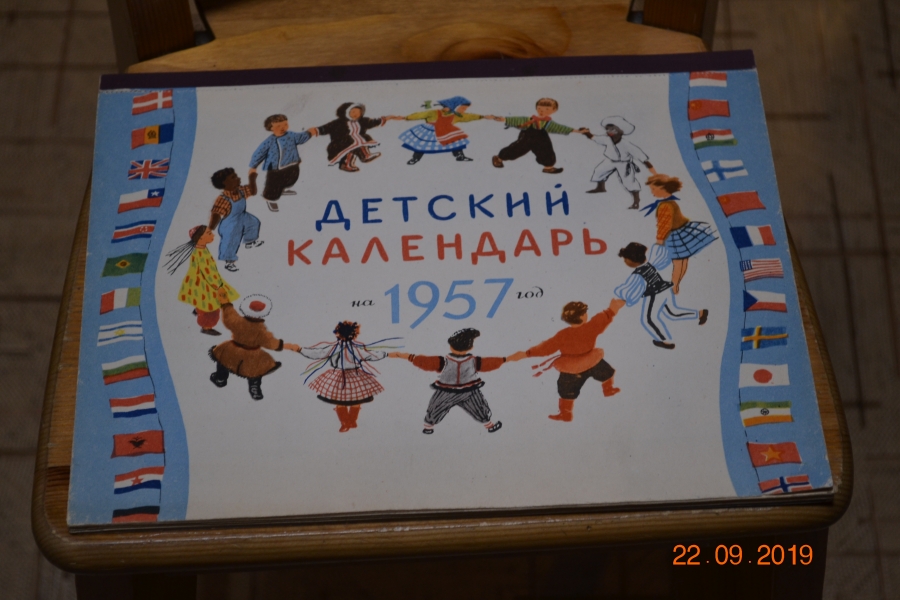 ДЕТСКИЙ
КАЛЕНДАРЬ
на 1957 год
22.09.2019